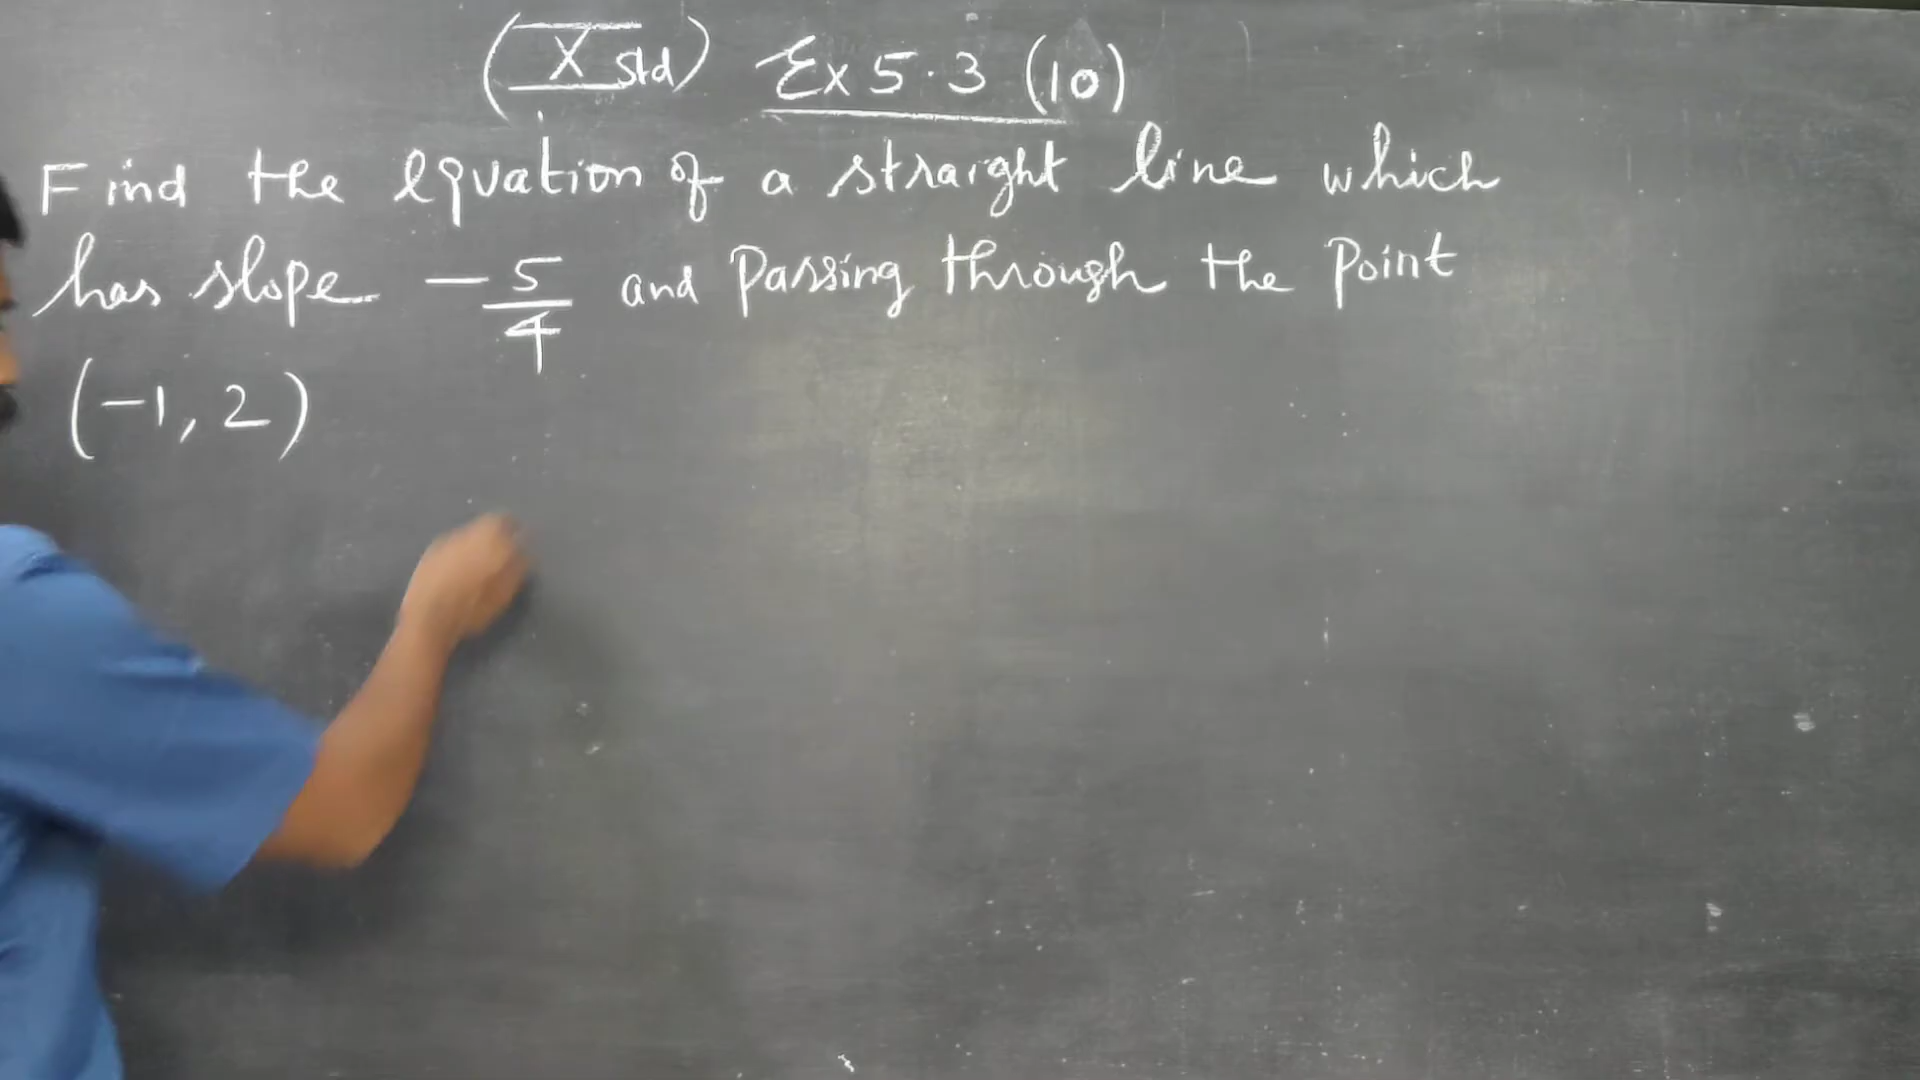 (X std) Ex 5.3 (10)
Find the equation of a straight line which
has slope -5/4 and Passing through the Point
(-1, 2)